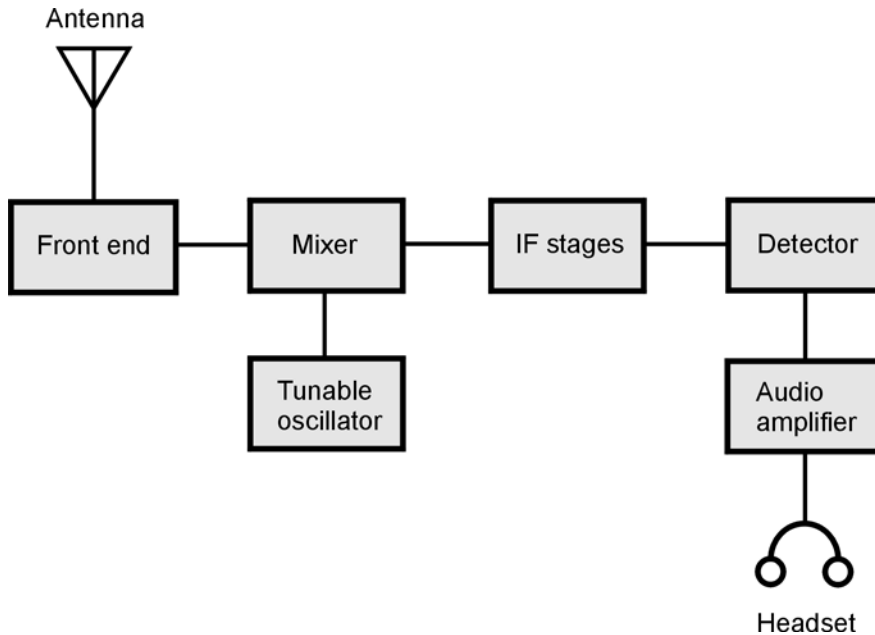 Antenna
Front end
Mixer
IF stages
Detector
Tunable
oscillator
Audio
amplifier
Headset